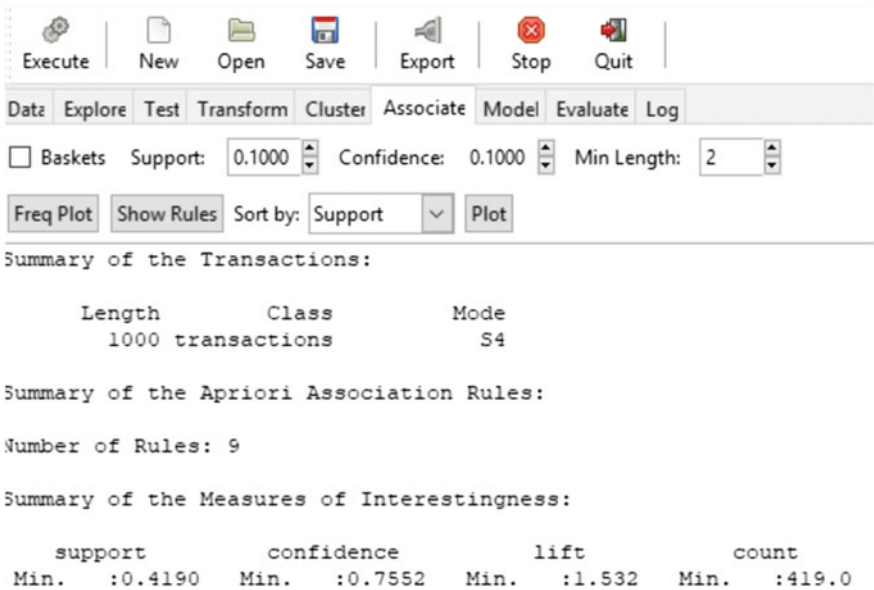 Execute New Open Save Export Stop Quit
Data Explore Test Transform Cluster Associate Model Evaluate Log
Baskets Support: 0.1000 Confidence: 0.1000 Min Length: 2
Freq Plot Show Rules Sort by: Support Plot
Summary of the Transactions:
Length Class Mode
1000 transactions S4
Summary of the Apriori Association Rules:
Number of Rules: 9
Summary of the Measures of Interestingness:
support confidence lift count
Min. :0.4190 Min. :0.7552 Min. :1.532 Min. :419.0